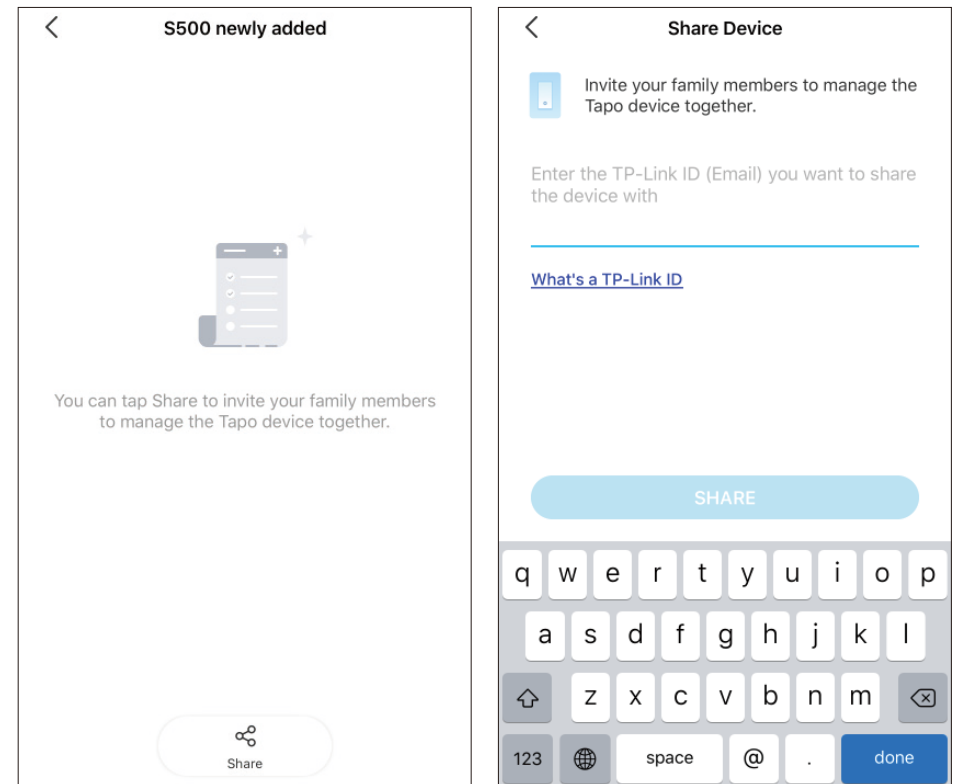 S500 newly added
You can tap Share to invite your family members
to manage the Tapo device together.
Share
Share Device
Invite your family members to manage the
Tapo device together.
Enter the TP-Link ID (Email) you want to share
the device with
What's a TP-Link ID
SHARE
q w e r t y u i o p
a s d f g h j k l
z x c v b n m
123 space @ . done